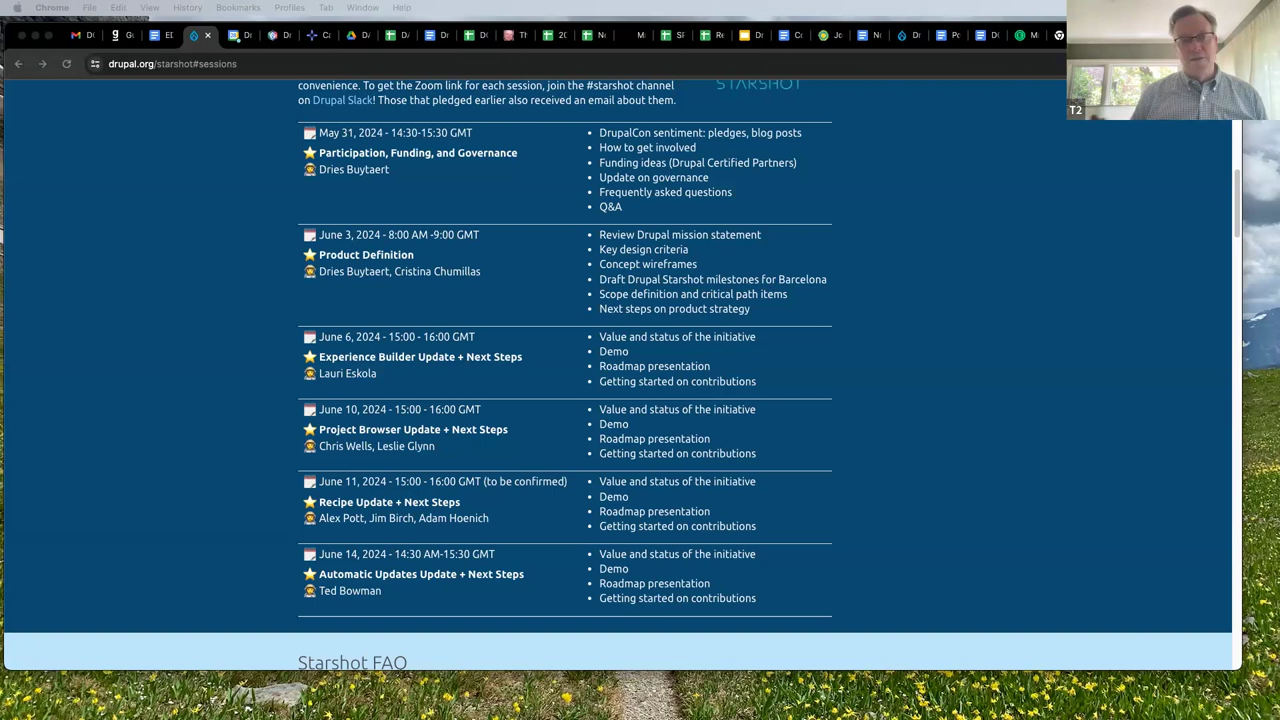 Chrome File Edit View History Bookmarks Profiles Tab Window Help
drupal.org/starshot#sessions
T2
convenience. To get the Zoom link for each session, join the #starshot channel
on Drupal Slack! Those that pledged earlier also received an email about them.
STARSHOT
May 31, 2024 - 14:30-15:30 GMT
Participation, Funding, and Governance
Dries Buytaert
• DrupalCon sentiment: pledges, blog posts
• How to get involved
• Funding ideas (Drupal Certified Partners)
• Update on governance
• Frequently asked questions
• Q&A
June 3, 2024 - 8:00 AM -9:00 GMT
Product Definition
Dries Buytaert, Cristina Chumillas
• Review Drupal mission statement
• Key design criteria
• Concept wireframes
• Draft Drupal Starshot milestones for Barcelona
• Scope definition and critical path items
• Next steps on product strategy
June 6, 2024 - 15:00 - 16:00 GMT
Experience Builder Update + Next Steps
Lauri Eskola
• Value and status of the initiative
• Demo
• Roadmap presentation
• Getting started on contributions
June 10, 2024 - 15:00 - 16:00 GMT
Project Browser Update + Next Steps
Chris Wells, Leslie Glynn
• Value and status of the initiative
• Demo
• Roadmap presentation
• Getting started on contributions
June 11, 2024 - 15:00 - 16:00 GMT (to be confirmed)
Recipe Update + Next Steps
Alex Pott, Jim Birch, Adam Hoenich
• Value and status of the initiative
• Demo
• Roadmap presentation
• Getting started on contributions
June 14, 2024 - 14:30 AM-15:30 GMT
Automatic Updates Update + Next Steps
Ted Bowman
• Value and status of the initiative
• Demo
• Roadmap presentation
• Getting started on contributions
Starshot FAQ